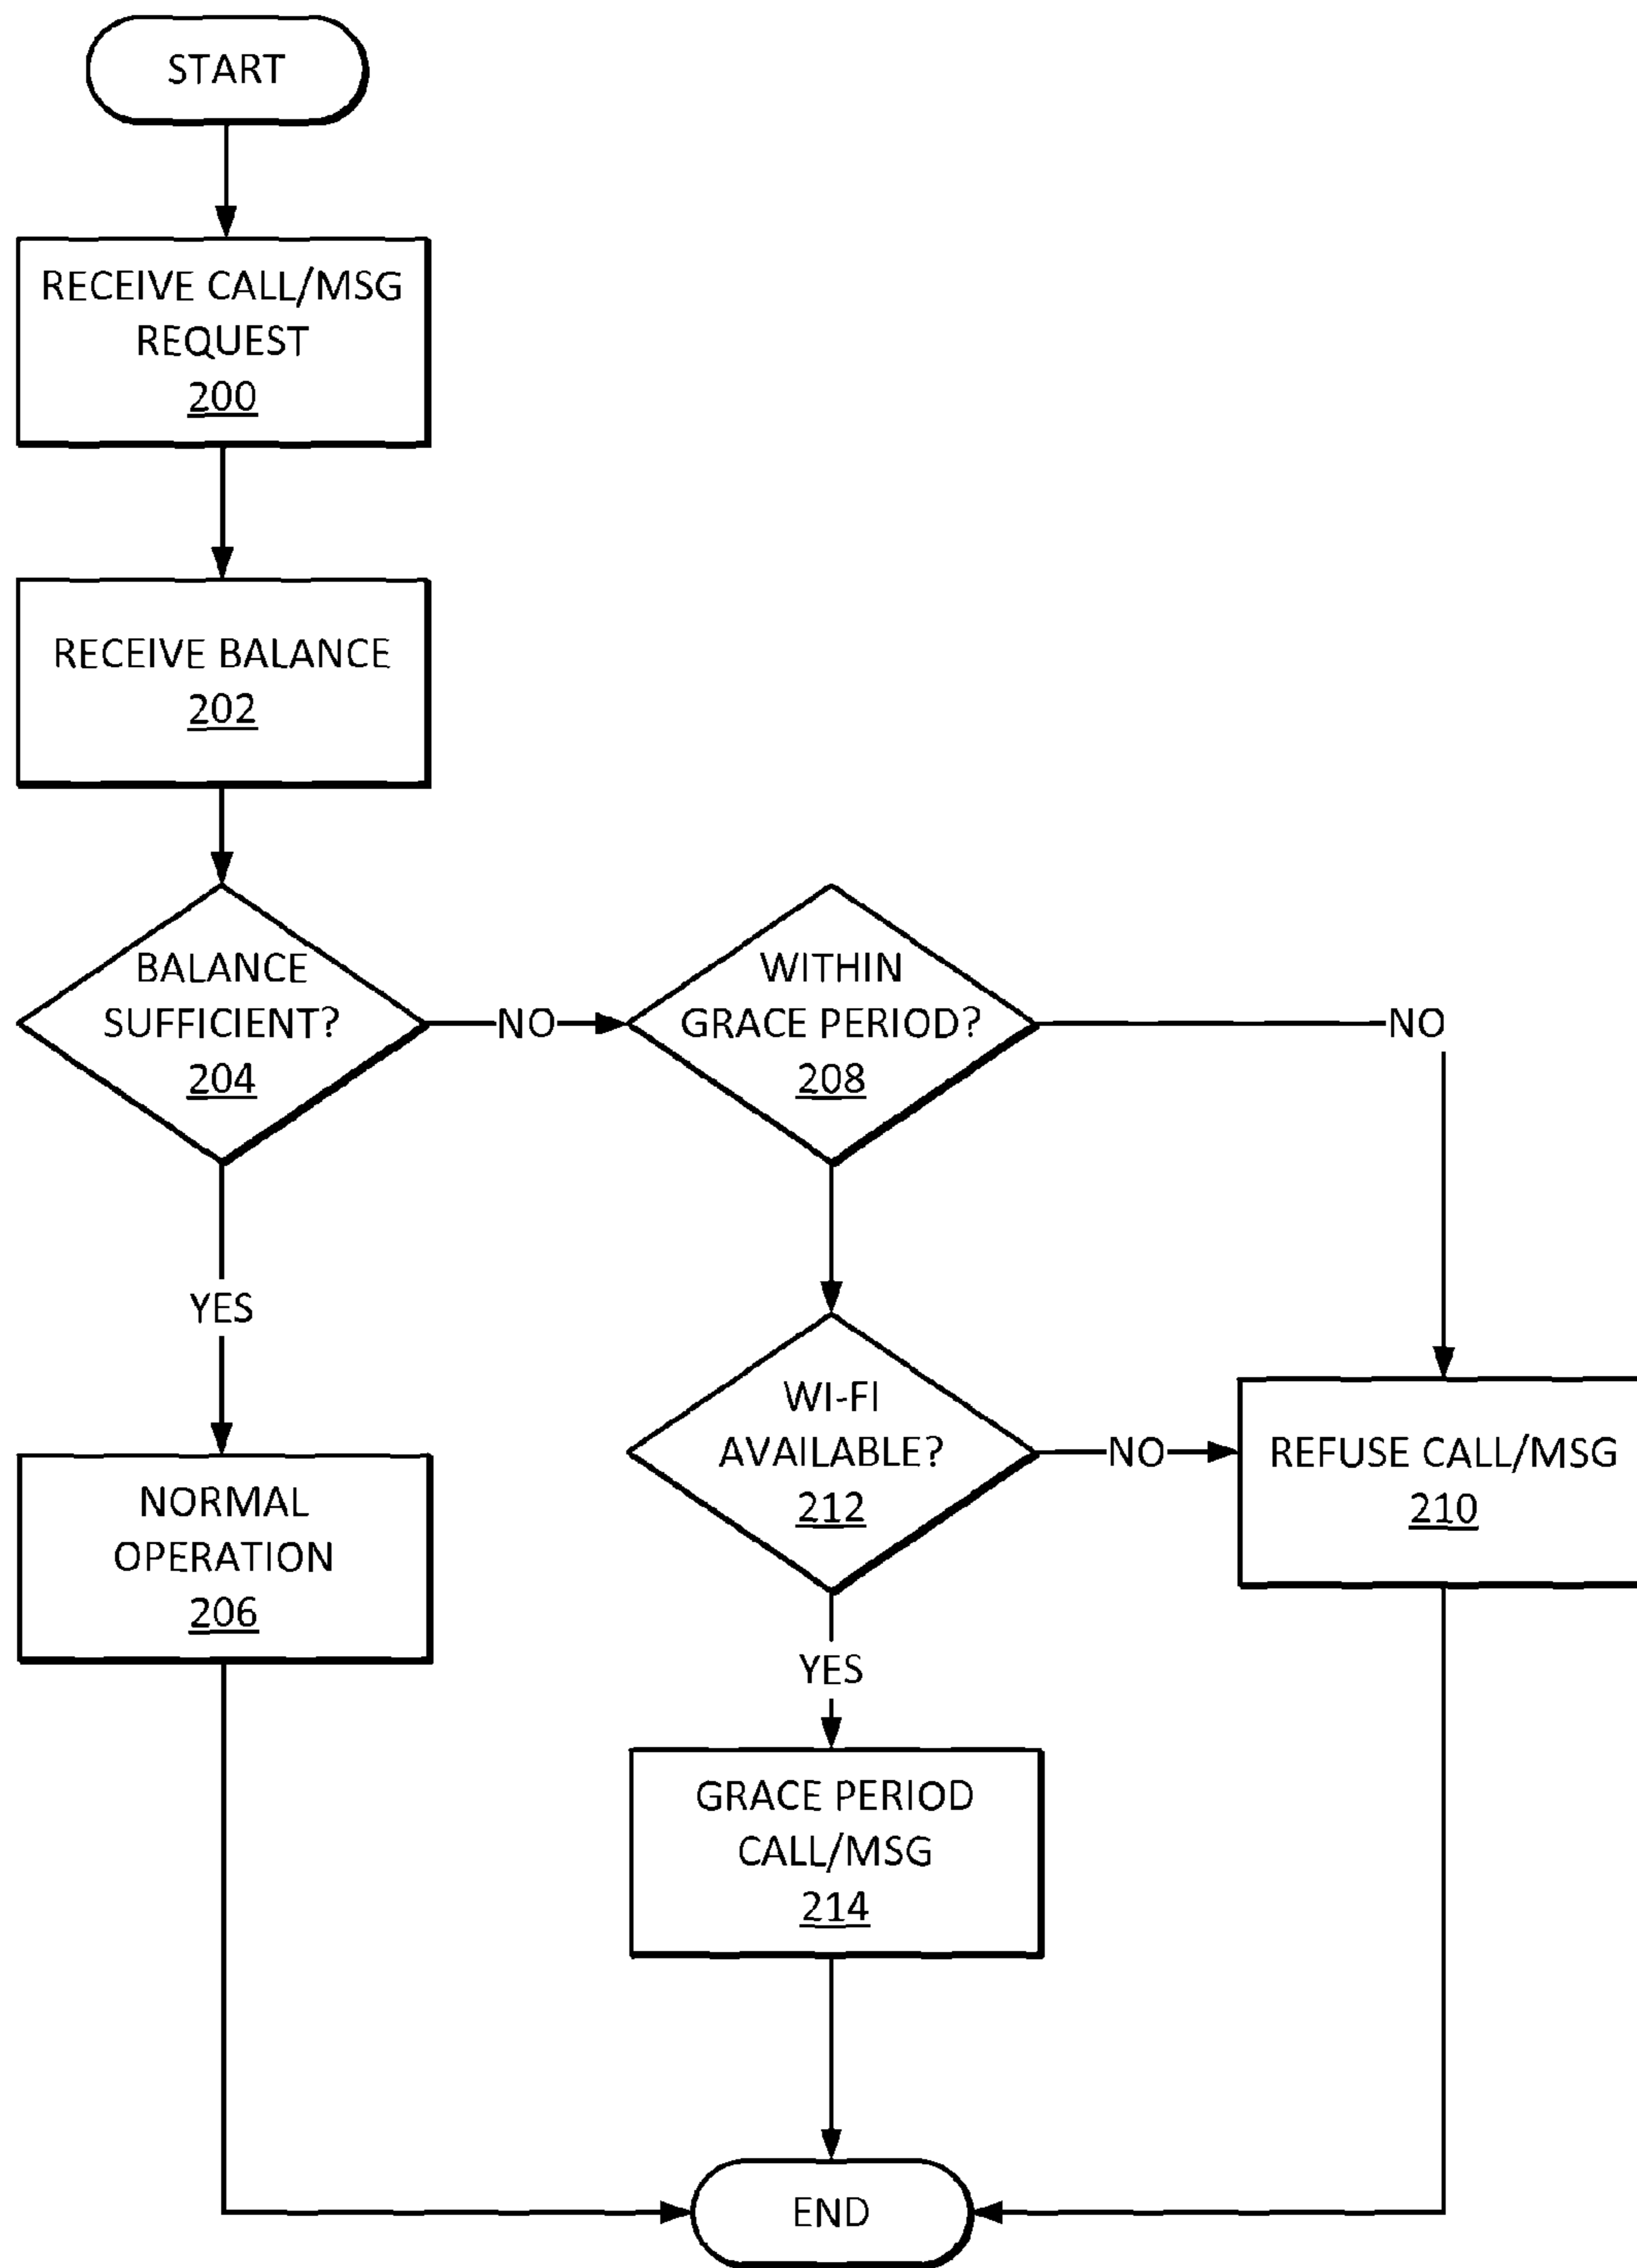 START
RECEIVE CALL/MSG
REQUEST
200
RECEIVE BALANCE
202
BALANCE
SUFFICIENT?
204
NO
WITHIN
GRACE PERIOD?
208
NO
YES
WI-FI
AVAILABLE?
212
NO
REFUSE CALL/MSG
210
NORMAL
OPERATION
206
YES
GRACE PERIOD
CALL/MSG
214
END